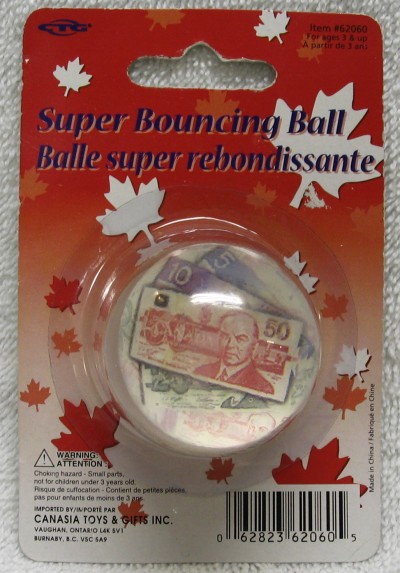 CTG
Item #62060
For ages 3 & up
À partir de 3 ans
Super Bouncing Ball
Balle super rebondissante
10
5
50
WARNING:
ATTENTION:
Choking hazard - Small parts,
not for children under 3 years old.
Risque de suffocation - Contient de petites pièces,
pas pour enfants de moins de 3 ans.
IMPORTED BY/IMPORTÉ PAR
CANASIA TOYS & GIFTS INC.
VAUGHAN, ONTARIO L4K 5V1
BURNABY, B.C. V5C 5A9
Made in China / Fabriqué en Chine
0 62823 62060 5